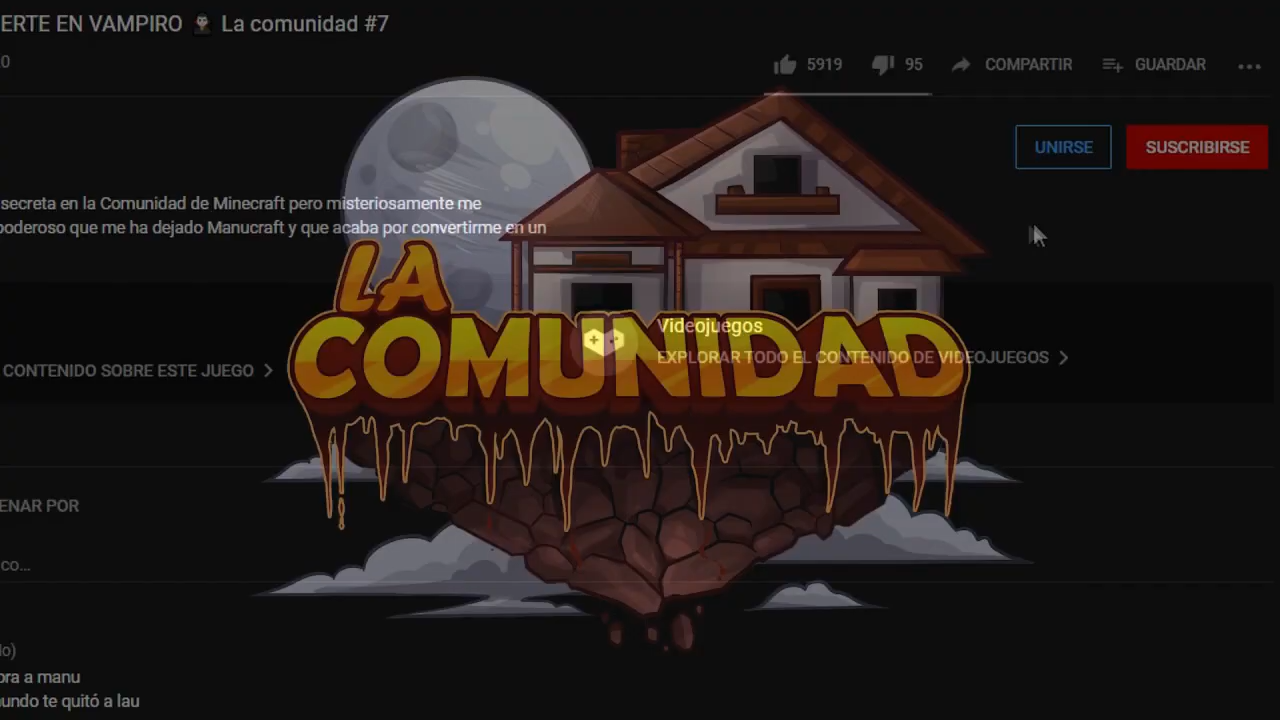 ERTE EN VAMPIRO 🧛🏻 La comunidad #7
0
5919 95 COMPARTIR GUARDAR
UNIRSE SUSCRIBIRSE
secreta en la Comunidad de Minecraft pero misteriosamente me
poderoso que me ha dejado Manucraft y que acaba por convertirme en un
LA
COMUNIDAD
Videojuegos
EXPLORAR TODO EL CONTENIDO DE VIDEOJUEGOS
CONTENIDO SOBRE ESTE JUEGO
ENAR POR
co...
lo)
ora a manu
undo te quitó a lau